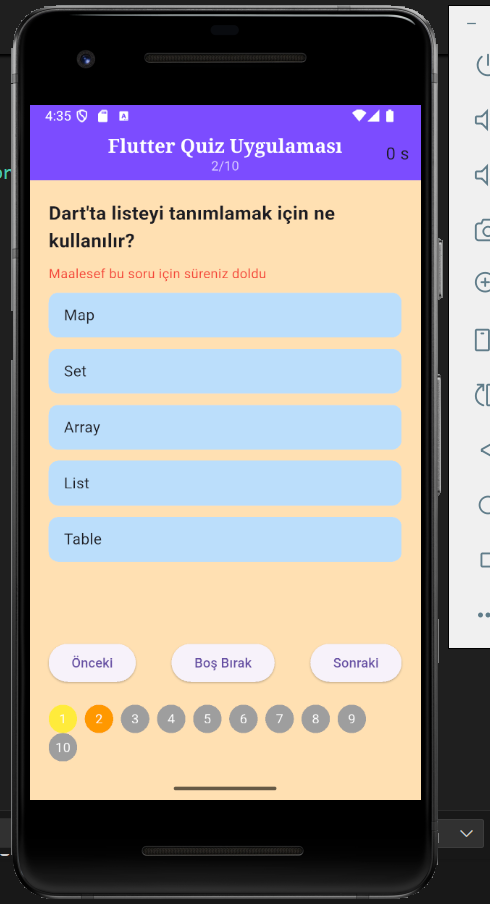 4:35
Flutter Quiz Uygulaması
2/10
0 s
Dart'ta listeyi tanımlamak için ne
kullanılır?
Maalesef bu soru için süreniz doldu
Map
Set
Array
List
Table
Önceki
Boş Bırak
Sonraki
1
2
3
4
5
6
7
8
9
10